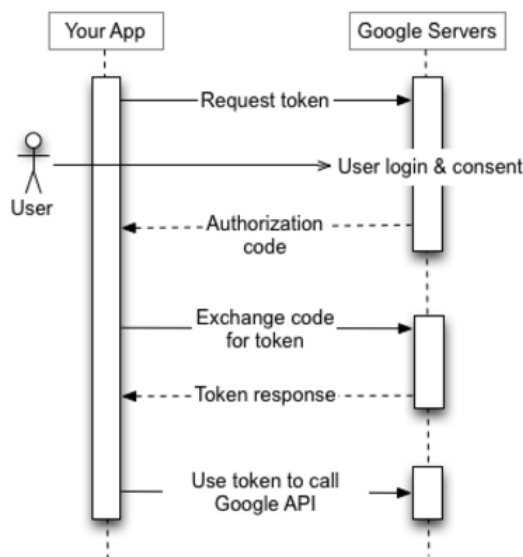 Your App
Google Servers
Request token
User login & consent
User
Authorization
code
Exchange code
for token
Token response
Use token to call
Google API